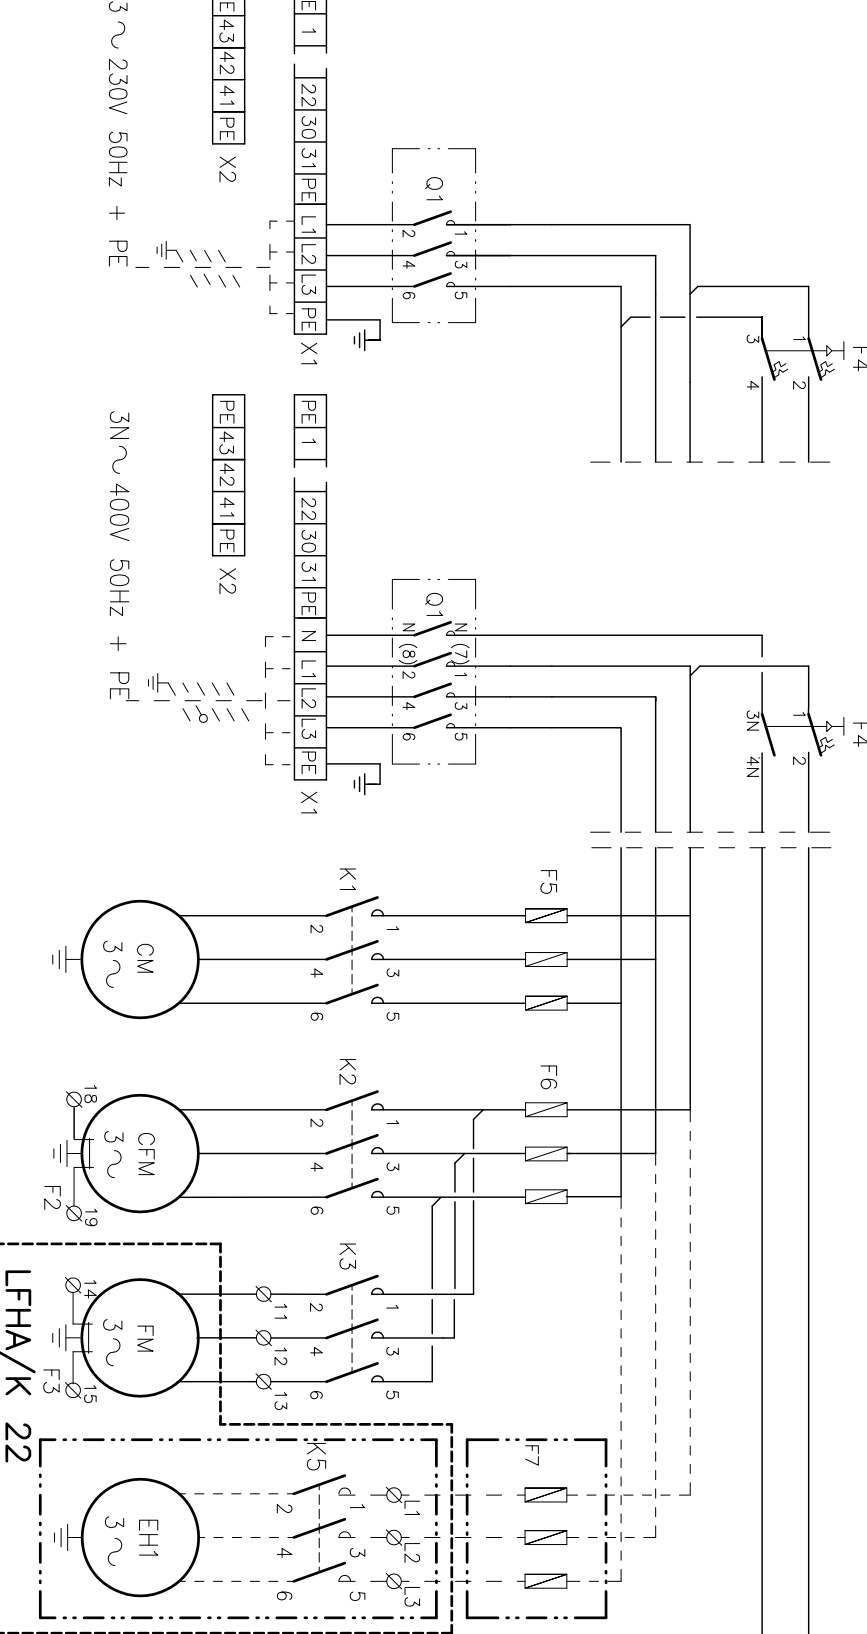 E 1
22 30 31 PE L1 L2 L3 PE X1
E 43 42 41 PE X2
3~ 230V 50Hz + PE
Q1
1 3 5
2 4 6
F4
1 2
3 4
PE 1
22 30 31 PE N L1 L2 L3 PE X1
PE 43 42 41 PE X2
3N~ 400V 50Hz + PE
Q1
N (7) 1 3 5
N (8) 2 4 6
F4
1 2
3N 4N
F5
K1
1 3 5
2 4 6
CM
3~
F6
K2
1 3 5
2 4 6
CFM
3~
18 19
F2
K3
1 3 5
2 4 6
11 12 13
FM
3~
14 15
F3
F7
L1 L2 L3
K5
1 3 5
2 4 6
EH1
3~
LFHA/K 22